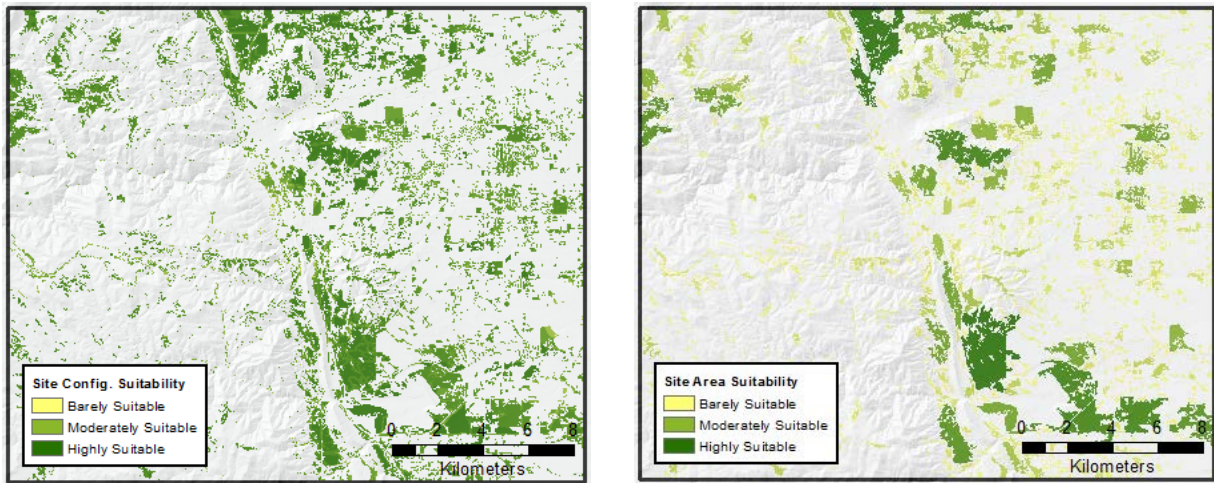 Site Config. Suitability
Barely Suitable
Moderately Suitable
Highly Suitable
0 2 4 6 8
Kilometers
Site Area Suitability
Barely Suitable
Moderately Suitable
Highly Suitable
0 2 4 6 8
Kilometers